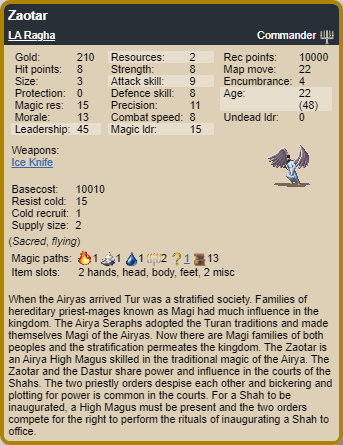 Zaotar
LA Ragha Commander
Gold: 210 Resources: 2 Rec points: 10000
Hit points: 8 Strength: 8 Map move: 22
Size: 3 Attack skill: 9 Encumbrance: 4
Protection: 0 Defence skill: 8 Age: 22
Magic res: 15 Precision: 11 (48)
Morale: 13 Combat speed: 8 Undead ldr: 0
Leadership: 45 Magic ldr: 15
Weapons:
Ice Knife
Basecost: 10010
Resist cold: 15
Cold recruit: 1
Supply size: 2
(Sacred, flying)
Magic paths: 1 1 1 2 ? 1 13
Item slots: 2 hands, head, body, feet, 2 misc
When the Airyas arrived Tur was a stratified society. Families of
hereditary priest-mages known as Magi had much influence in the
kingdom. The Airya Seraphs adopted the Turan traditions and made
themselves Magi of the Airyas. Now there are Magi families of both
peoples and the stratification permeates the kingdom. The Zaotar is
an Airya High Magus skilled in the traditional magic of the Airya. The
Zaotar and the Dastur share power and influence in the courts of the
Shahs. The two priestly orders despise each other and bickering and
plotting for power is common in the courts. For a Shah to be
inaugurated, a High Magus must be present and the two orders
compete for the right to perform the rituals of inaugurating a Shah to
office.